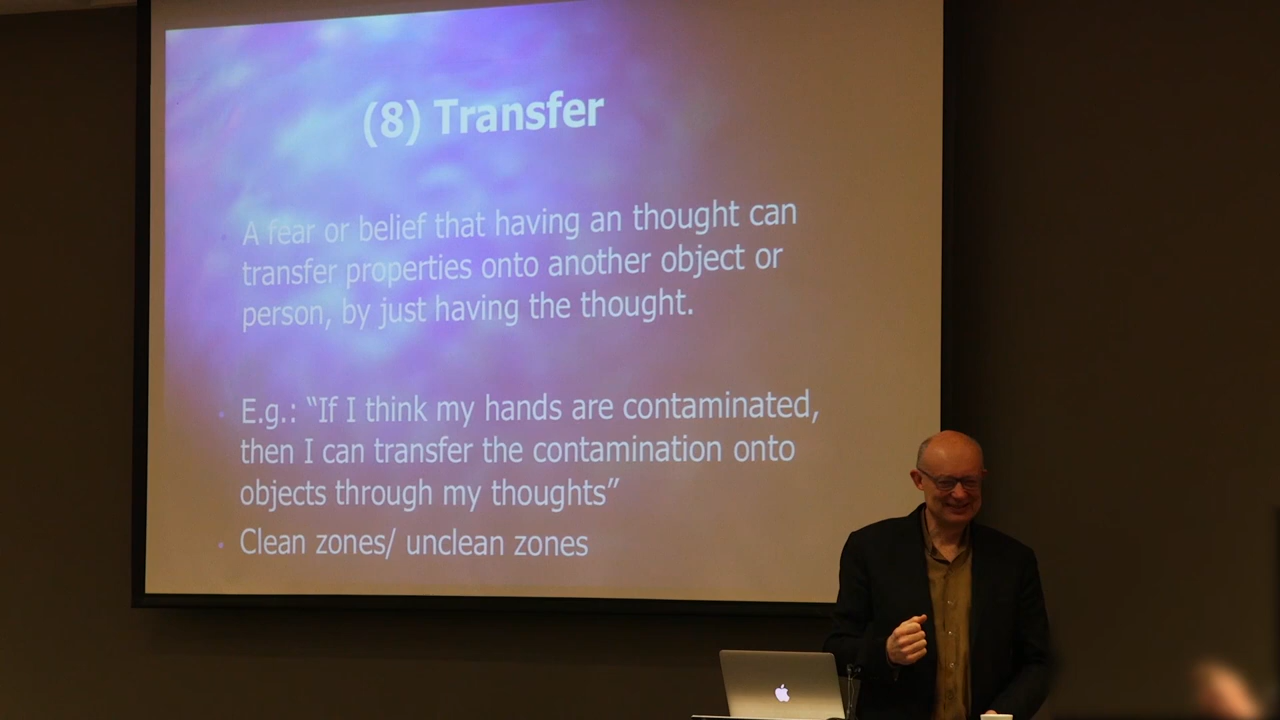 (8) Transfer
A fear or belief that having an thought can
transfer properties onto another object or
person, by just having the thought.
E.g.: “If I think my hands are contaminated,
then I can transfer the contamination onto
objects through my thoughts”
Clean zones/ unclean zones